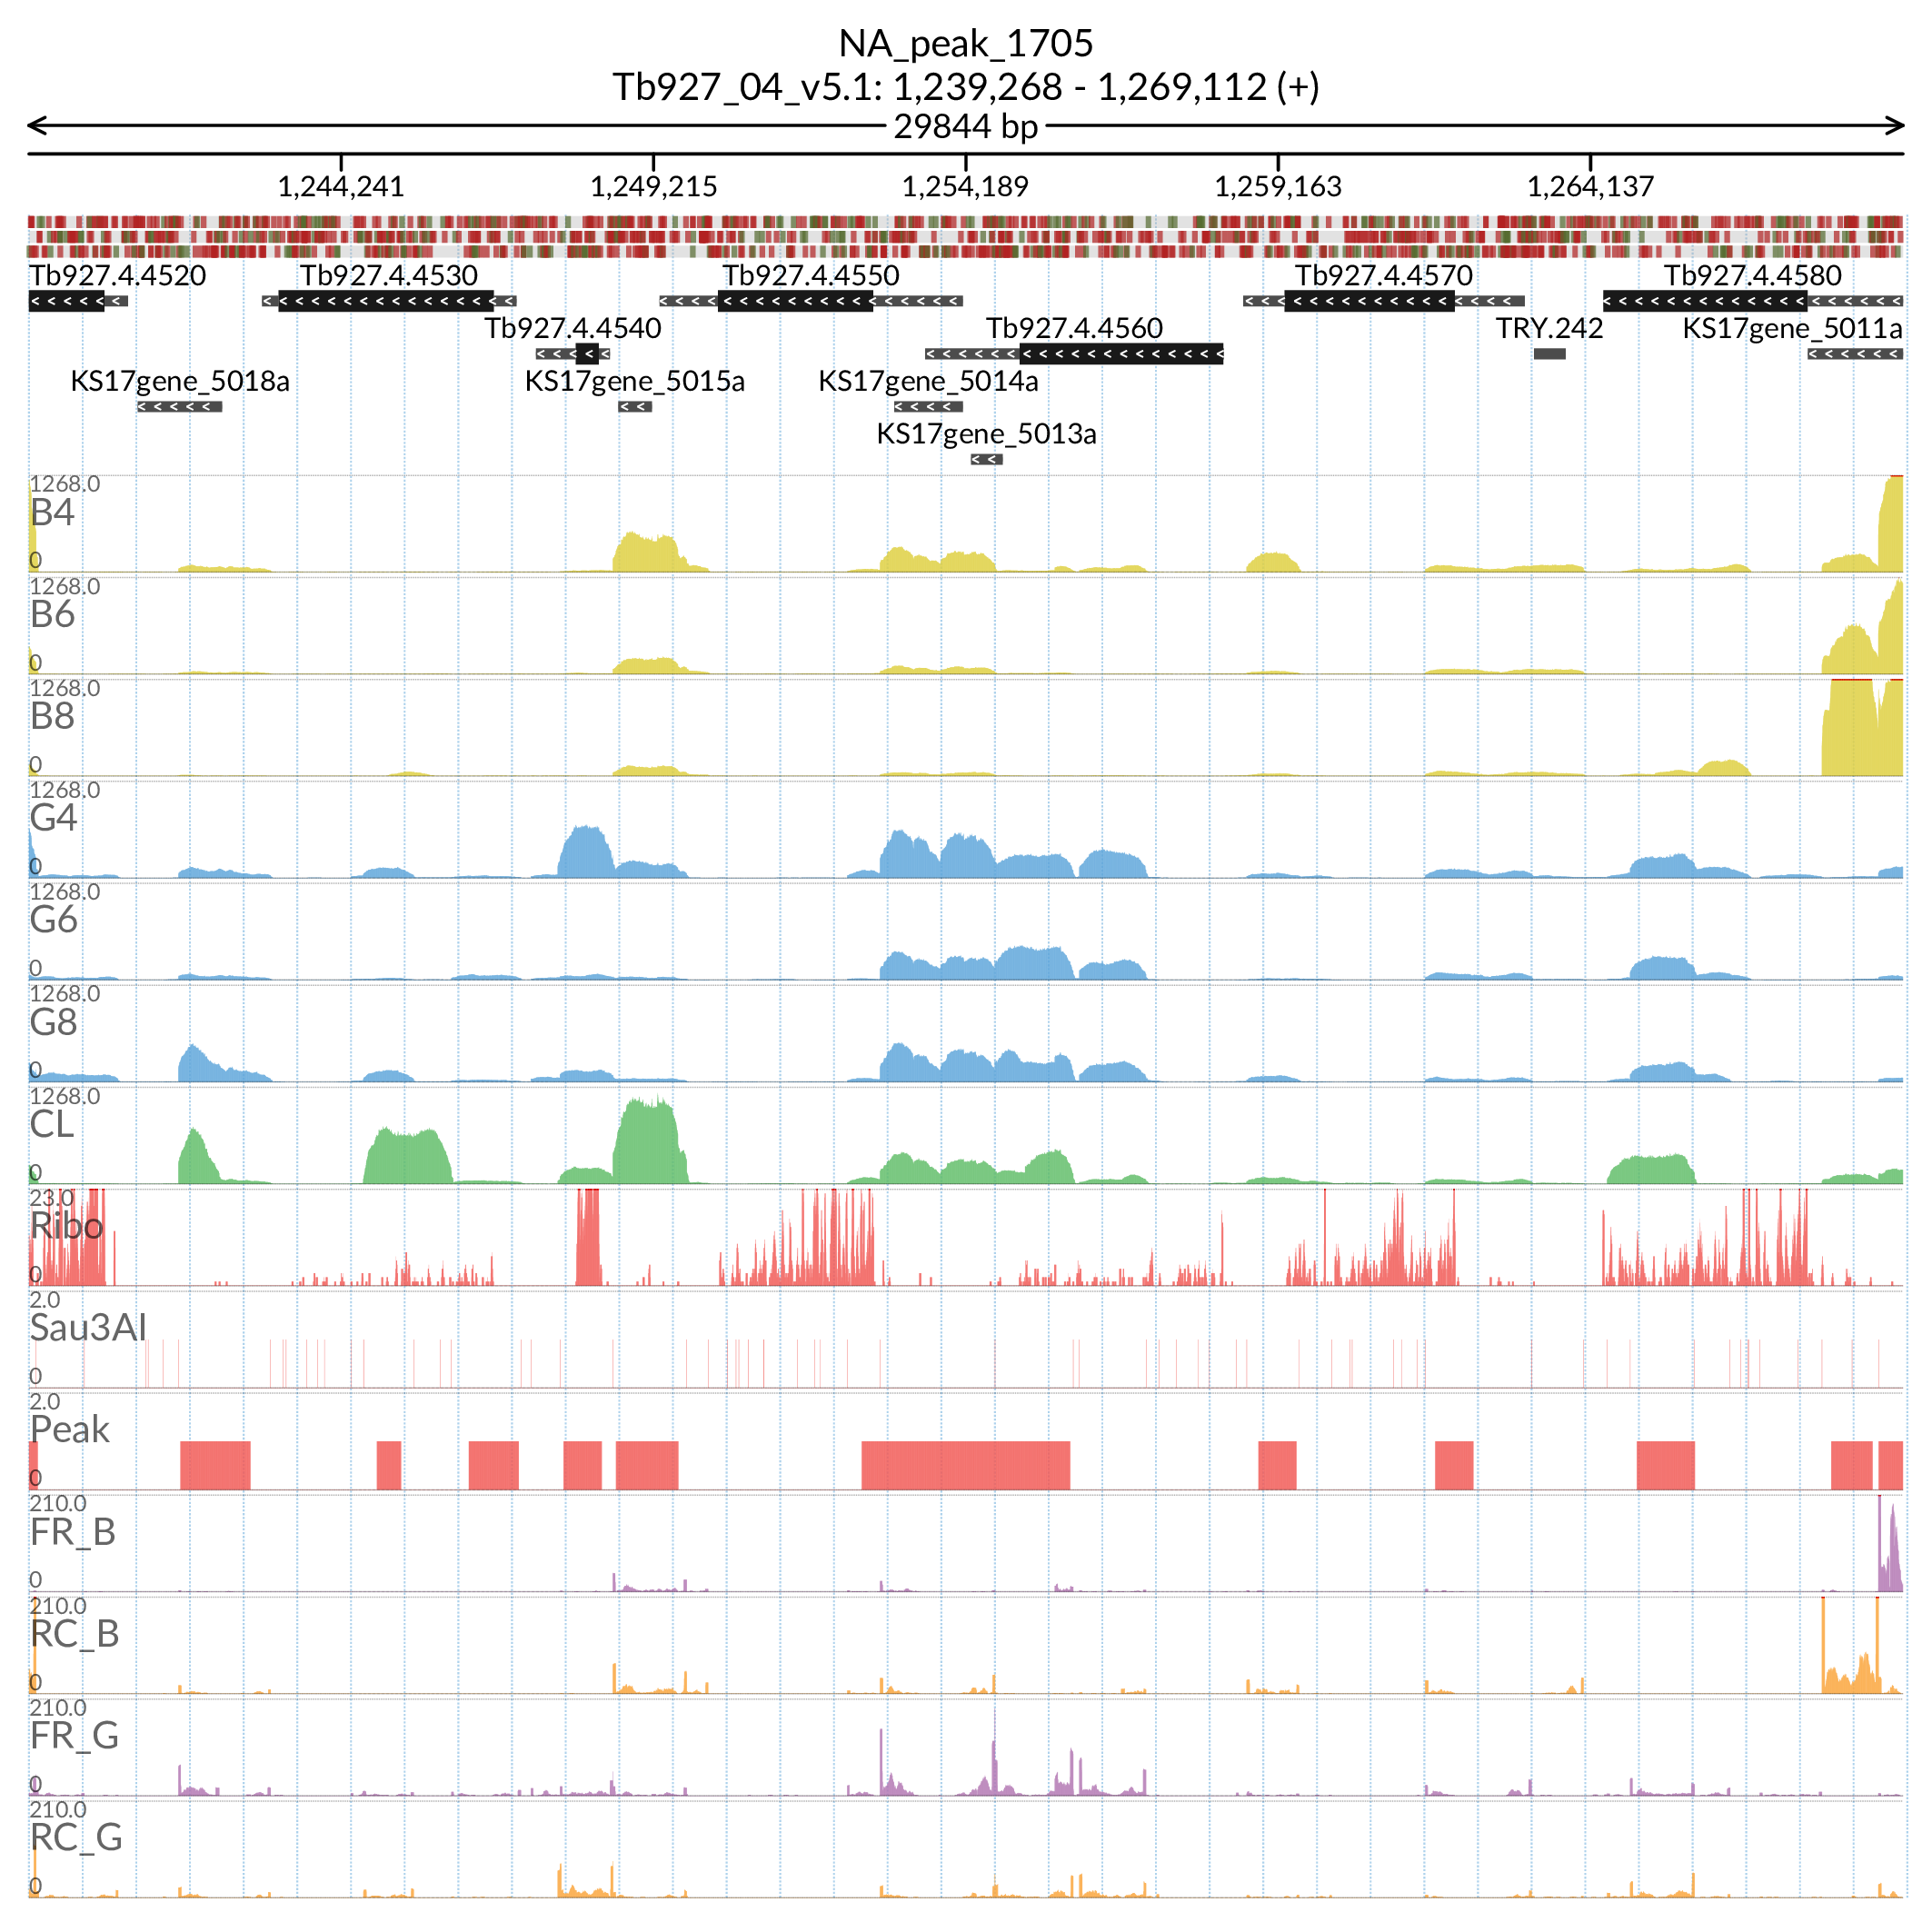 NA_peak_1705
Tb927_04_v5.1: 1,239,268 - 1,269,112 (+)
29844 bp
1,244,241 1,249,215 1,254,189 1,259,163 1,264,137
Tb927.4.4520 Tb927.4.4530 Tb927.4.4550 Tb927.4.4570 Tb927.4.4580
Tb927.4.4540 Tb927.4.4560 TRY.242 KS17gene_5011a
KS17gene_5018a KS17gene_5015a KS17gene_5014a
KS17gene_5013a
1268.0
B4
0
1268.0
B6
0
1268.0
B8
0
1268.0
G4
0
1268.0
G6
0
1268.0
G8
0
1268.0
CL
0
23.0
Ribo
0
2.0
Sau3AI
0
2.0
Peak
0
210.0
FR_B
0
210.0
RC_B
0
210.0
FR_G
0
210.0
RC_G
0